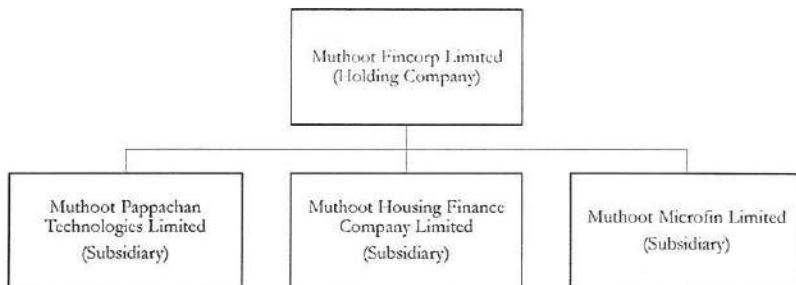 Muthoot Fincorp Limited
(Holding Company)
Muthoot Pappachan
Technologies Limited
(Subsidiary)
Muthoot Housing Finance
Company Limited
(Subsidiary)
Muthoot Microfin Limited
(Subsidiary)